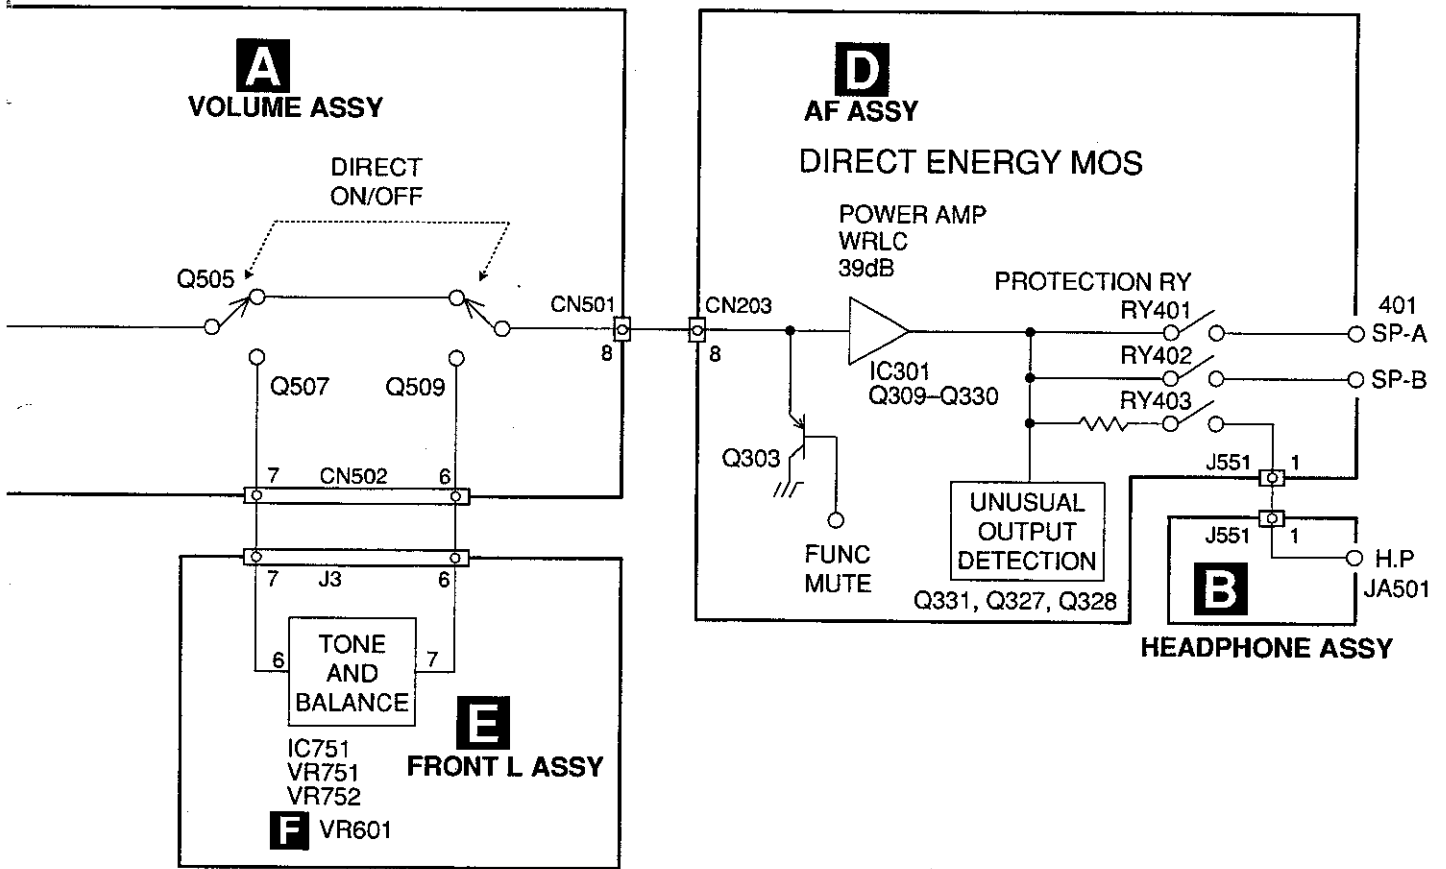 A
VOLUME ASSY
DIRECT
ON/OFF
Q505
Q507
Q509
CN501
8
7
CN502
6
7
J3
6
6
TONE
AND
BALANCE
7
IC751
VR751
VR752
F VR601
E
FRONT L ASSY
D
AF ASSY
DIRECT ENERGY MOS
POWER AMP
WRLC
39dB
CN203
8
IC301
Q309–Q330
Q303
FUNC
MUTE
PROTECTION RY
RY401
RY402
RY403
401
SP-A
SP-B
UNUSUAL
OUTPUT
DETECTION
Q331, Q327, Q328
J551
1
J551
1
H.P
JA501
B
HEADPHONE ASSY